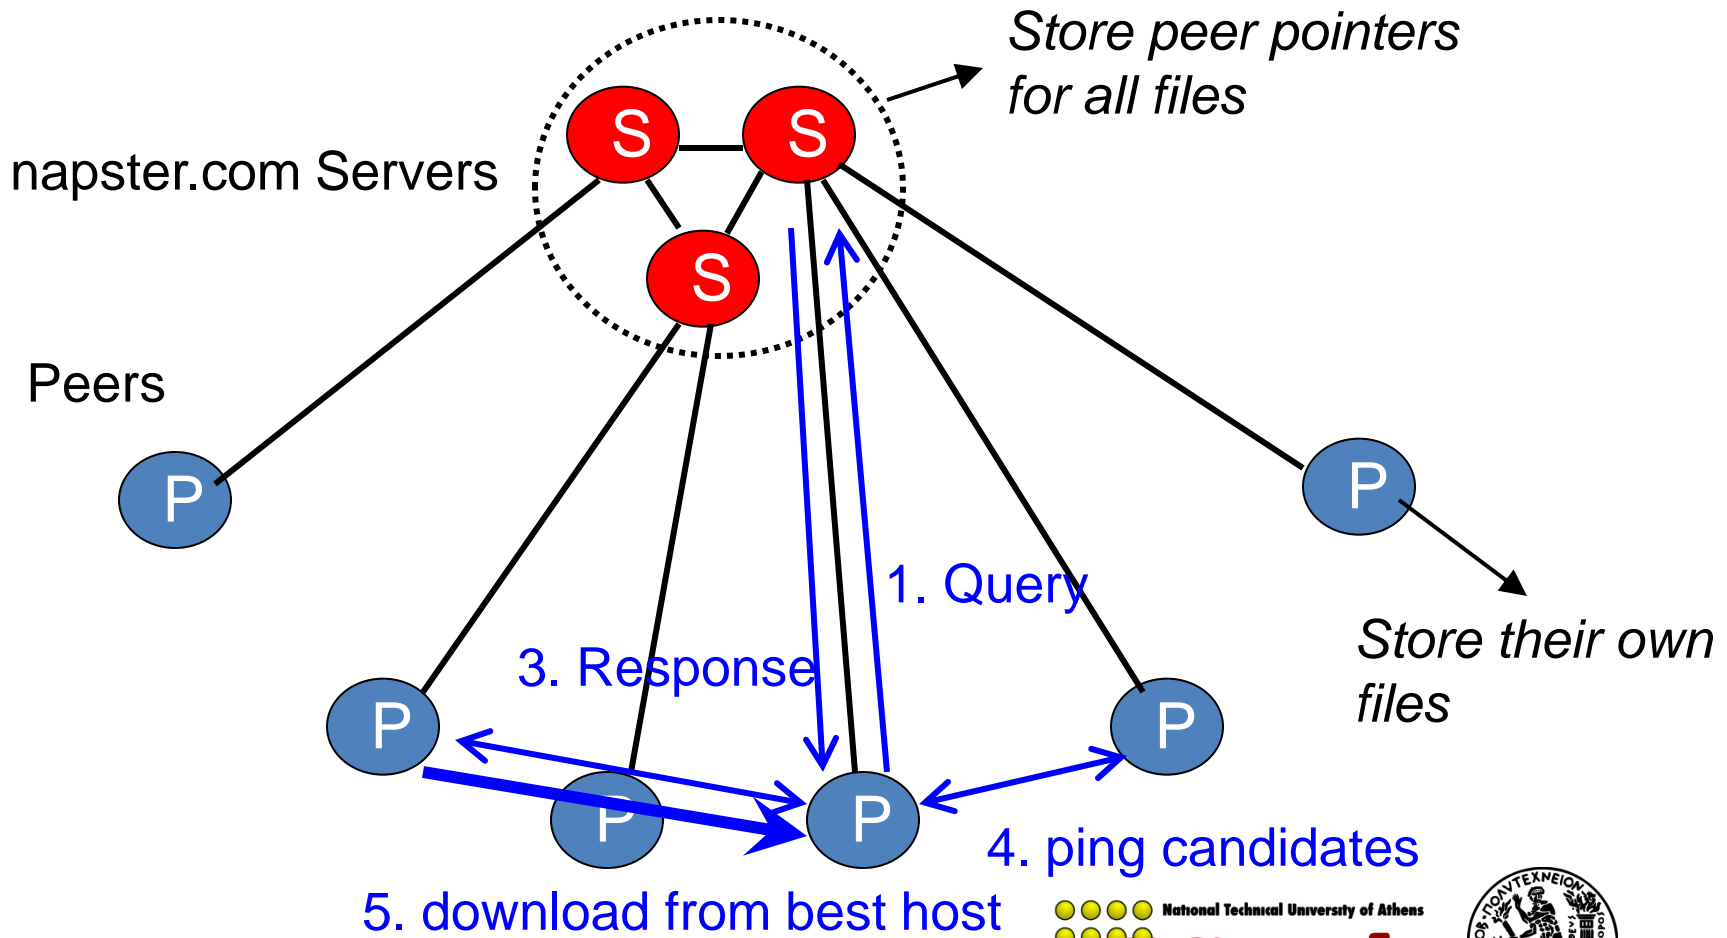 Store peer pointers
for all files
S
S
napster.com Servers
S
Peers
P
P
1. Query
Store their own
files
3. Response
P
P
P
P
4. ping candidates
5. download from best host
National Technical University of Athens